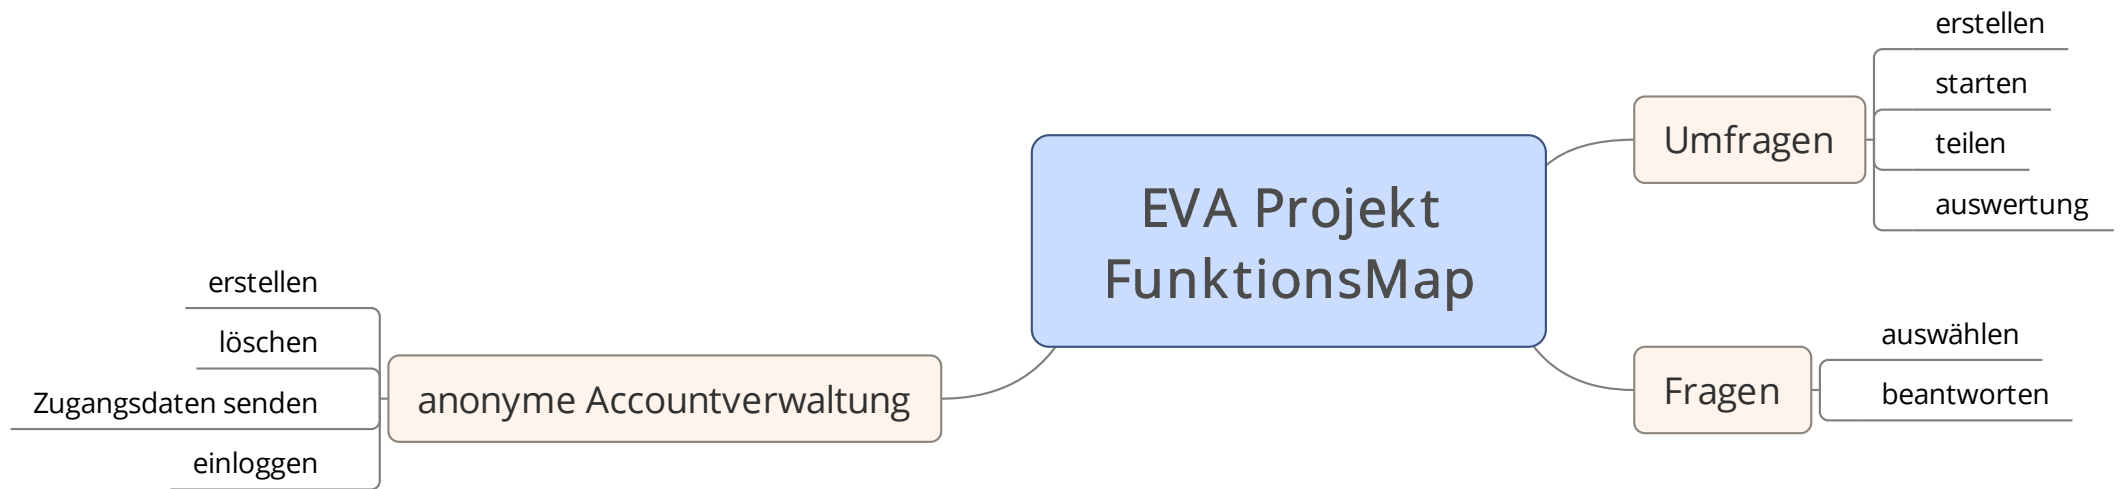 EVA Projekt
FunktionsMap
Umfragen
erstellen
starten
teilen
auswertung
Fragen
auswählen
beantworten
anonyme Accountverwaltung
erstellen
löschen
Zugangsdaten senden
einloggen